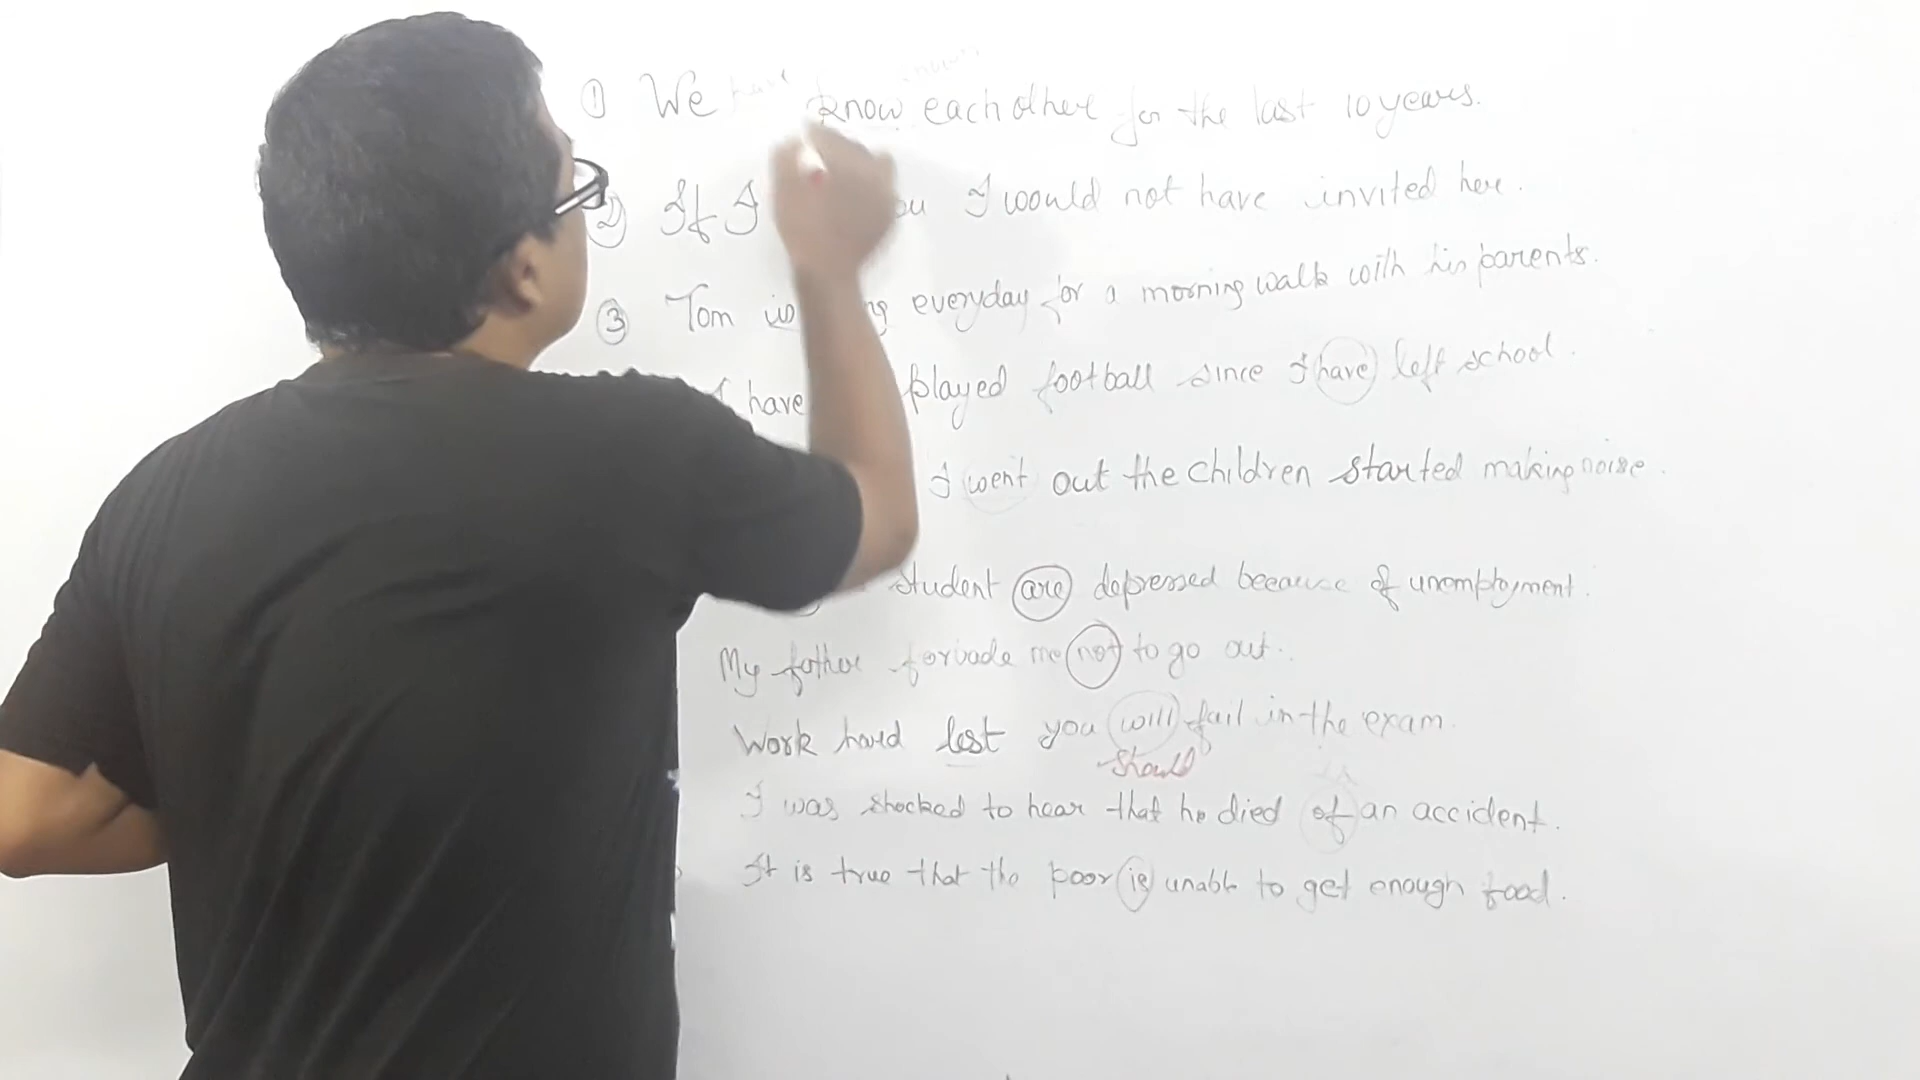 ① We have know each other for the last 10 years.
② If I you I would not have invited her.
③ Tom is everyday for a morning walk with his parents.
I have played football since I have left school.
I went out the children started making noise.
student are depressed because of unemployment.
My father forbade me not to go out.
Work hard lest you will fail in the exam.
should
I was shocked to hear that he died of an accident.
It is true that the poor is unable to get enough food.